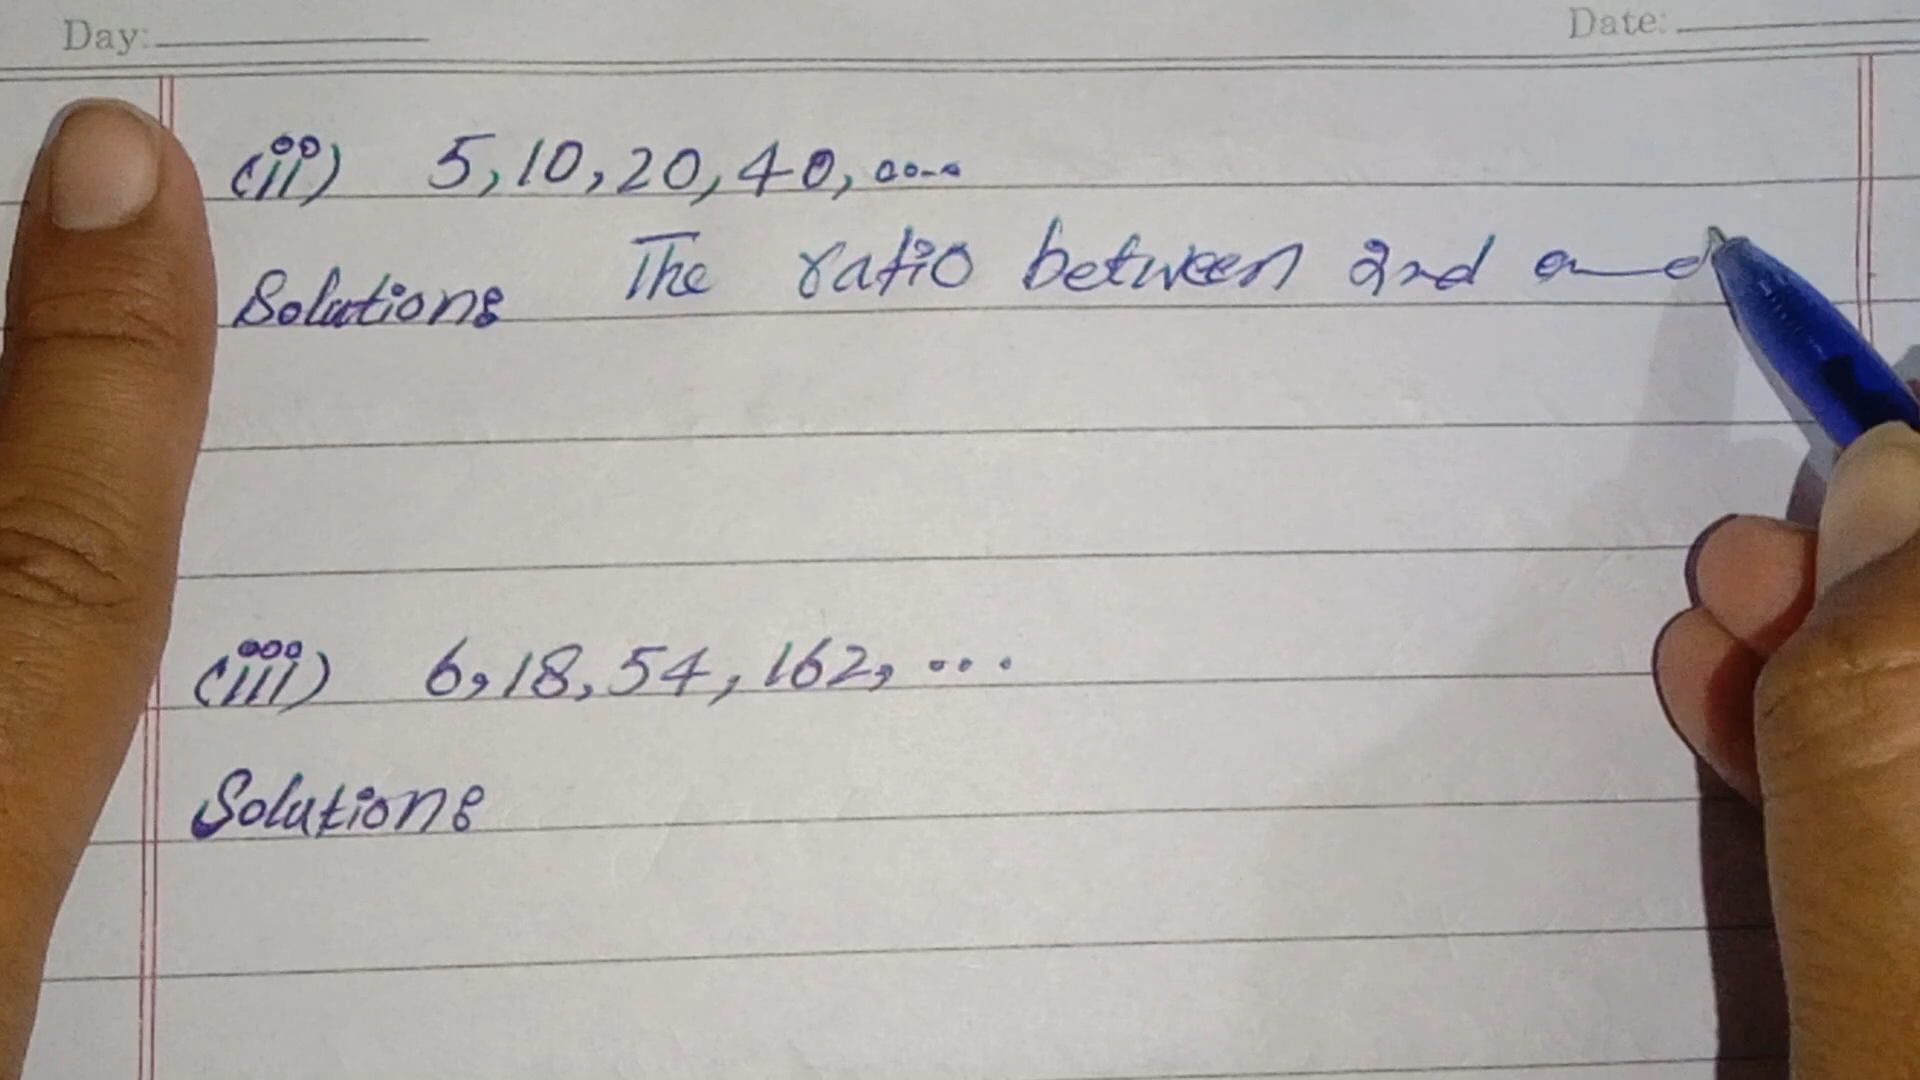 Day: Date:
(ii) 5, 10, 20, 40, ....
Solution: The ratio between 2nd and
(iii) 6, 18, 54, 162, ...
Solution: